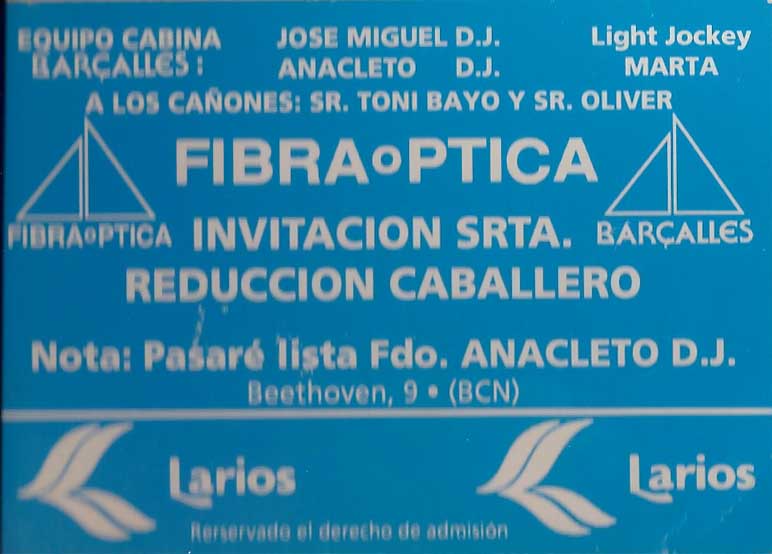 EQUIPO CABINA JOSE MIGUEL D.J. Light Jockey
BARÇALLES: ANACLETO D.J. MARTA
A LOS CAÑONES: SR. TONI BAYO Y SR. OLIVER
FIBRAoPTICA
FIBRAoPTICA INVITACION SRTA. BARÇALLES
REDUCCION CABALLERO
Nota: Pasaré lista Fdo. ANACLETO D.J.
Beethoven, 9 • (BCN)
Larios Larios
Rerservado el derecho de admisión